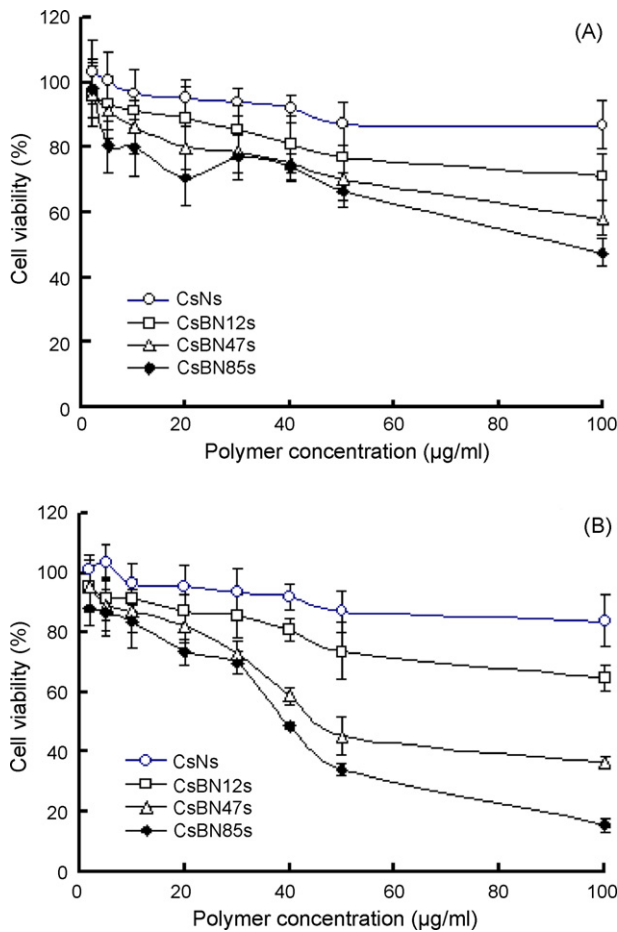 (A)
120
100
80
60
40
20
0
Cell viability (%)
CsNs
CsBN12s
CsBN47s
CsBN85s
0 20 40 60 80 100
Polymer concentration (μg/ml)
(B)
120
100
80
60
40
20
0
Cell viability (%)
CsNs
CsBN12s
CsBN47s
CsBN85s
0 20 40 60 80 100
Polymer concentration (μg/ml)